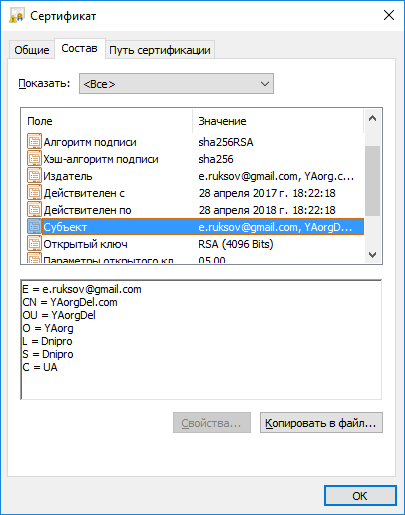 Сертификат
Общие Состав Путь сертификации
Показать: <Все>
Поле Значение
Алгоритм подписи sha256RSA
Хэш-алгоритм подписи sha256
Издатель e.ruksov@gmail.com, YAorg.c...
Действителен с 28 апреля 2017 г. 18:22:18
Действителен по 28 апреля 2018 г. 18:22:18
Субъект e.ruksov@gmail.com, YAorgD...
Открытый ключ RSA (4096 Bits)
Параметры открытого кл 05 00
E = e.ruksov@gmail.com
CN = YAorgDel.com
OU = YAorgDel
O = YAorg
L = Dnipro
S = Dnipro
C = UA
Свойства... Копировать в файл...
OK